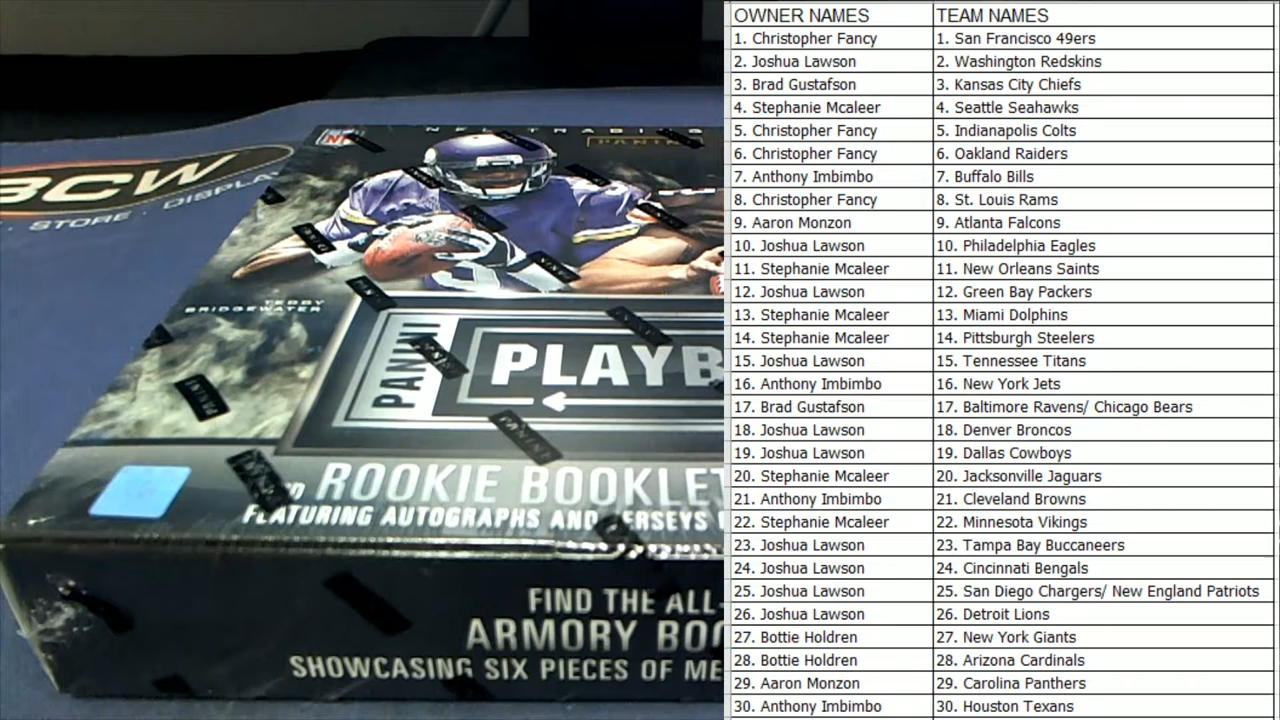 BCW
STORE · DISPLA
NFL
NFL TRADING
PANINI
TEDDY
BRIDGEWATER
PANINI
PLAYB
ROOKIE BOOKLET
FEATURING AUTOGRAPHS AND JERSEYS
FIND THE ALL-
ARMORY BOO
SHOWCASING SIX PIECES OF ME
OWNER NAMES TEAM NAMES
1. Christopher Fancy 1. San Francisco 49ers
2. Joshua Lawson 2. Washington Redskins
3. Brad Gustafson 3. Kansas City Chiefs
4. Stephanie Mcaleer 4. Seattle Seahawks
5. Christopher Fancy 5. Indianapolis Colts
6. Christopher Fancy 6. Oakland Raiders
7. Anthony Imbimbo 7. Buffalo Bills
8. Christopher Fancy 8. St. Louis Rams
9. Aaron Monzon 9. Atlanta Falcons
10. Joshua Lawson 10. Philadelphia Eagles
11. Stephanie Mcaleer 11. New Orleans Saints
12. Joshua Lawson 12. Green Bay Packers
13. Stephanie Mcaleer 13. Miami Dolphins
14. Stephanie Mcaleer 14. Pittsburgh Steelers
15. Joshua Lawson 15. Tennessee Titans
16. Anthony Imbimbo 16. New York Jets
17. Brad Gustafson 17. Baltimore Ravens/ Chicago Bears
18. Joshua Lawson 18. Denver Broncos
19. Joshua Lawson 19. Dallas Cowboys
20. Stephanie Mcaleer 20. Jacksonville Jaguars
21. Anthony Imbimbo 21. Cleveland Browns
22. Stephanie Mcaleer 22. Minnesota Vikings
23. Joshua Lawson 23. Tampa Bay Buccaneers
24. Joshua Lawson 24. Cincinnati Bengals
25. Joshua Lawson 25. San Diego Chargers/ New England Patriots
26. Joshua Lawson 26. Detroit Lions
27. Bottie Holdren 27. New York Giants
28. Bottie Holdren 28. Arizona Cardinals
29. Aaron Monzon 29. Carolina Panthers
30. Anthony Imbimbo 30. Houston Texans